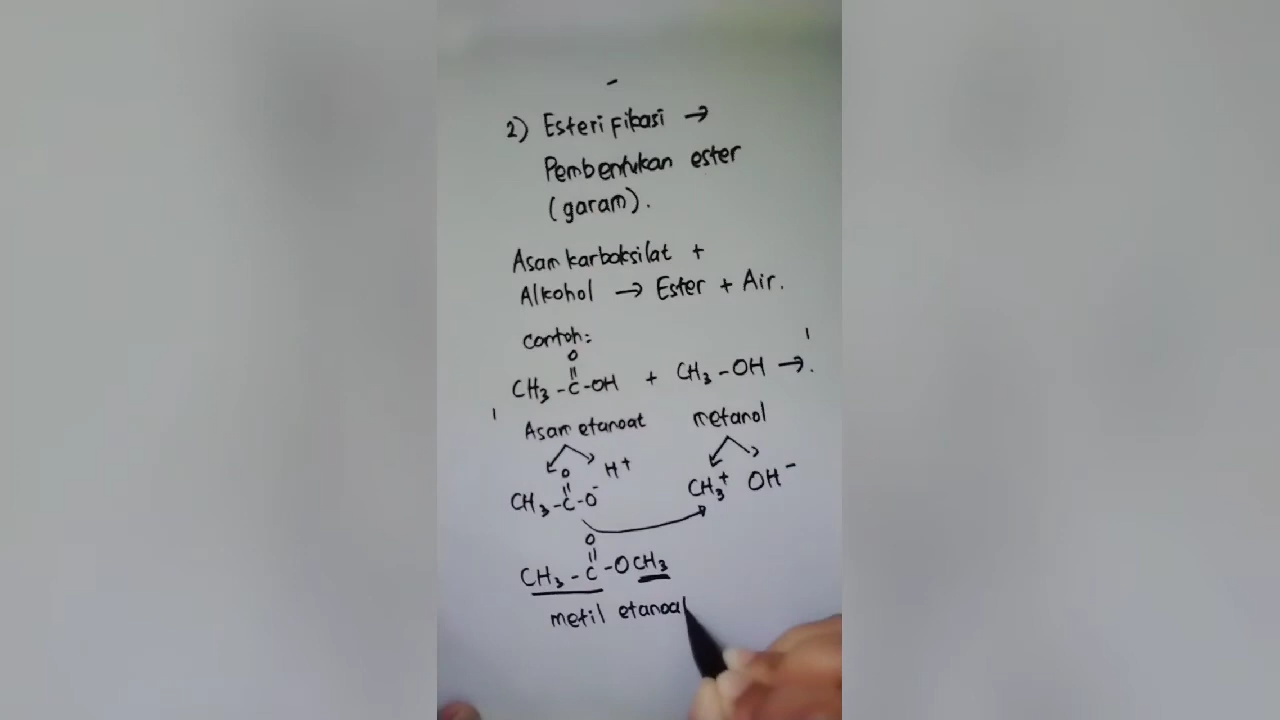 2) Esterifikasi →
Pembentukan ester
(garam).
Asam karboksilat +
Alkohol → Ester + Air.
Contoh:
O
||
CH₃-C-OH + CH₃-OH →
Asam etanoat metanol
O
||
CH₃-C-O⁻ H⁺ CH₃⁺ OH⁻
O
||
CH₃-C-OCH₃
metil etanoa